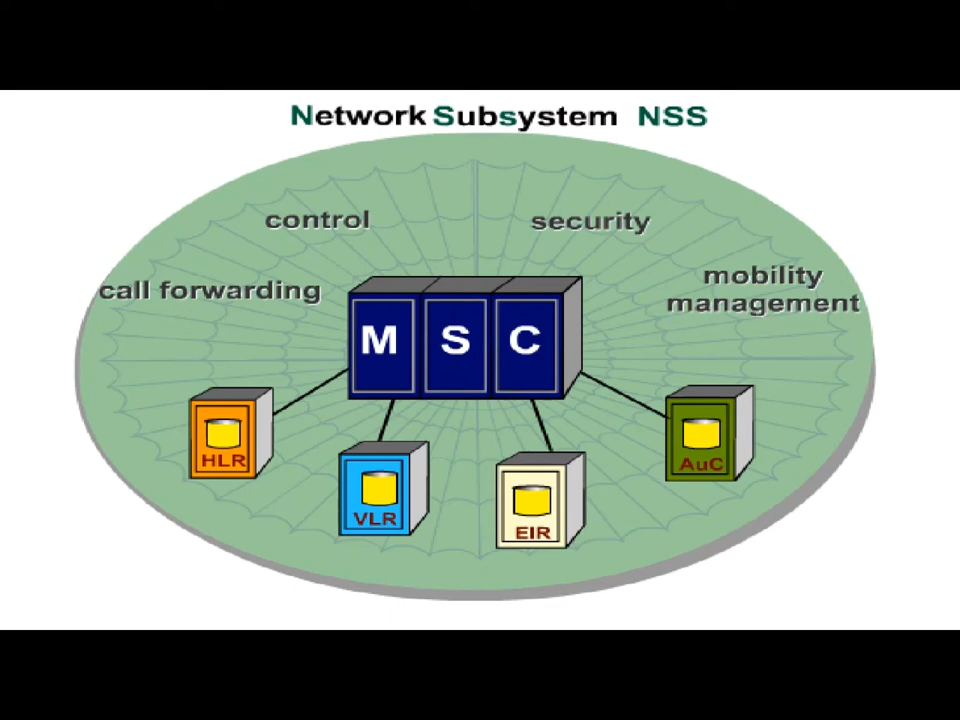 Network Subsystem NSS
control
security
call forwarding
mobility
management
M S C
HLR
VLR
EIR
AuC